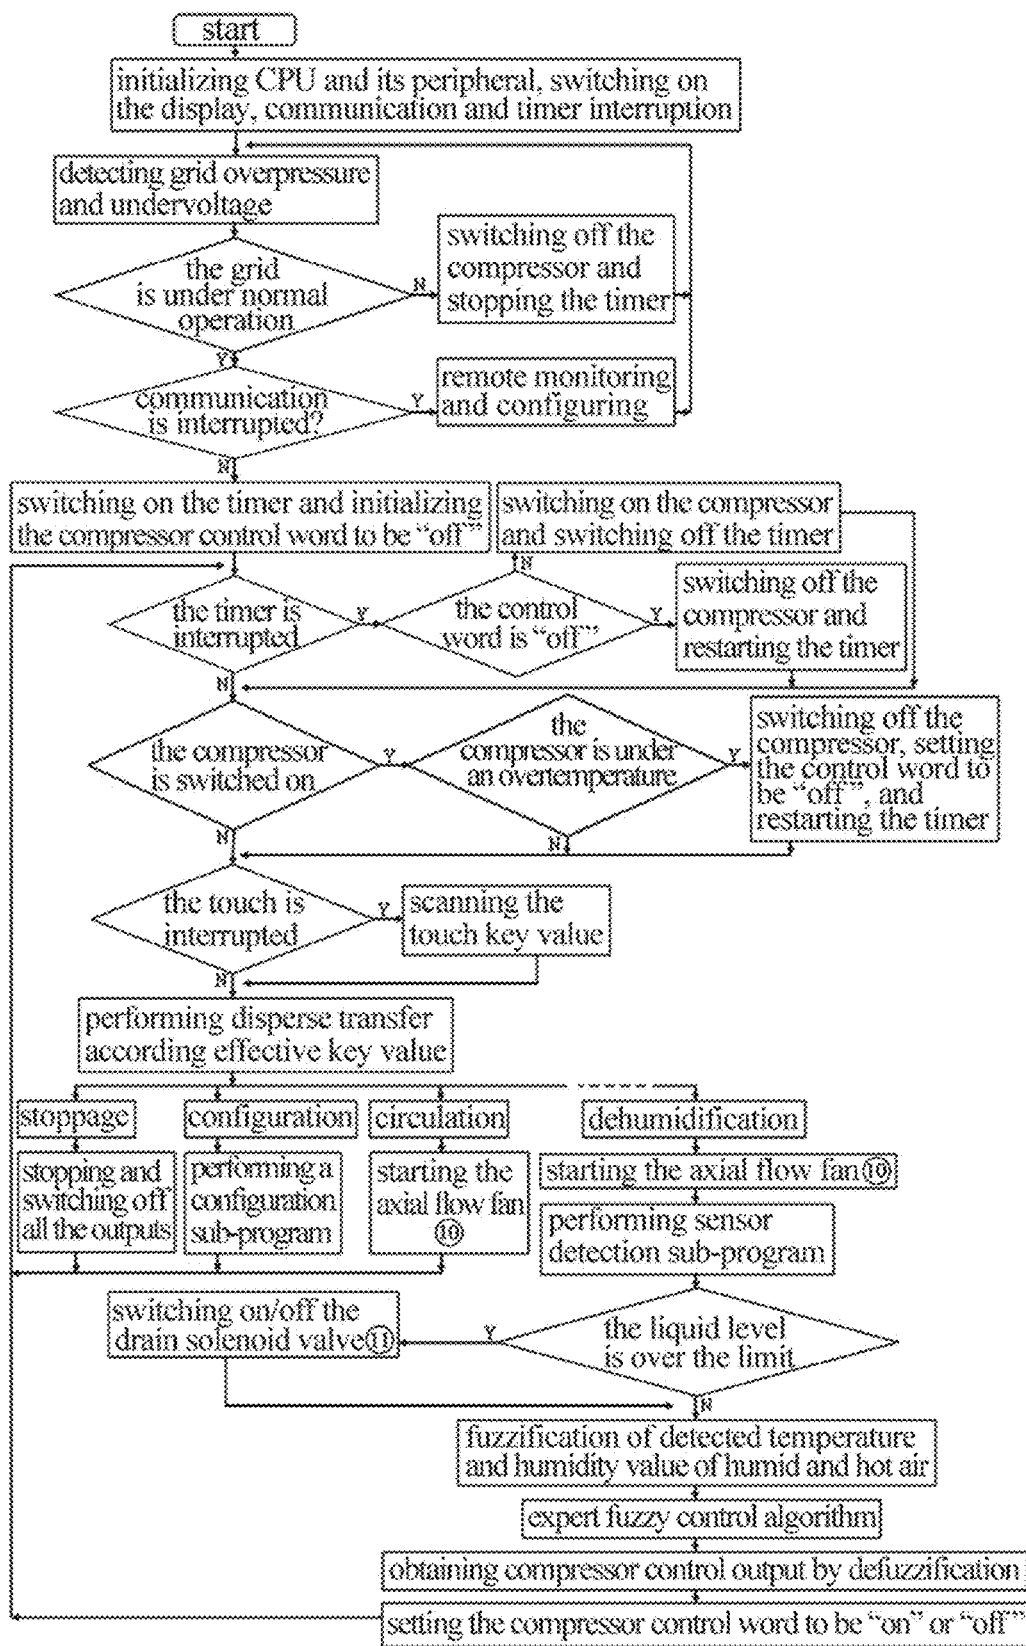 start
initializing CPU and its peripheral, switching on
the display, communication and timer interruption
detecting grid overpressure
and undervoltage
the grid
is under normal
operation
N
switching off the
compressor and
stopping the timer
Y
communication
is interrupted?
Y
remote monitoring
and configuring
N
switching on the timer and initializing
the compressor control word to be “off”
switching on the compressor
and switching off the timer
N
the timer is
interrupted
Y
the control
word is “off”
Y
switching off the
compressor and
restarting the timer
N
the compressor
is switched on
Y
the
compressor is under
an overtemperature
Y
switching off the
compressor, setting
the control word to
be “off”, and
restarting the timer
N
N
the touch is
interrupted
Y
scanning the
touch key value
N
performing disperse transfer
according effective key value
stoppage
configuration
circulation
dehumidification
stopping and
switching off
all the outputs
performing a
configuration
sub-program
starting the
axial flow fan
⑩
starting the axial flow fan⑩
performing sensor
detection sub-program
switching on/off the
drain solenoid valve⑪
Y
the liquid level
is over the limit
N
fuzzification of detected temperature
and humidity value of humid and hot air
expert fuzzy control algorithm
obtaining compressor control output by defuzzification
setting the compressor control word to be “on” or “off”